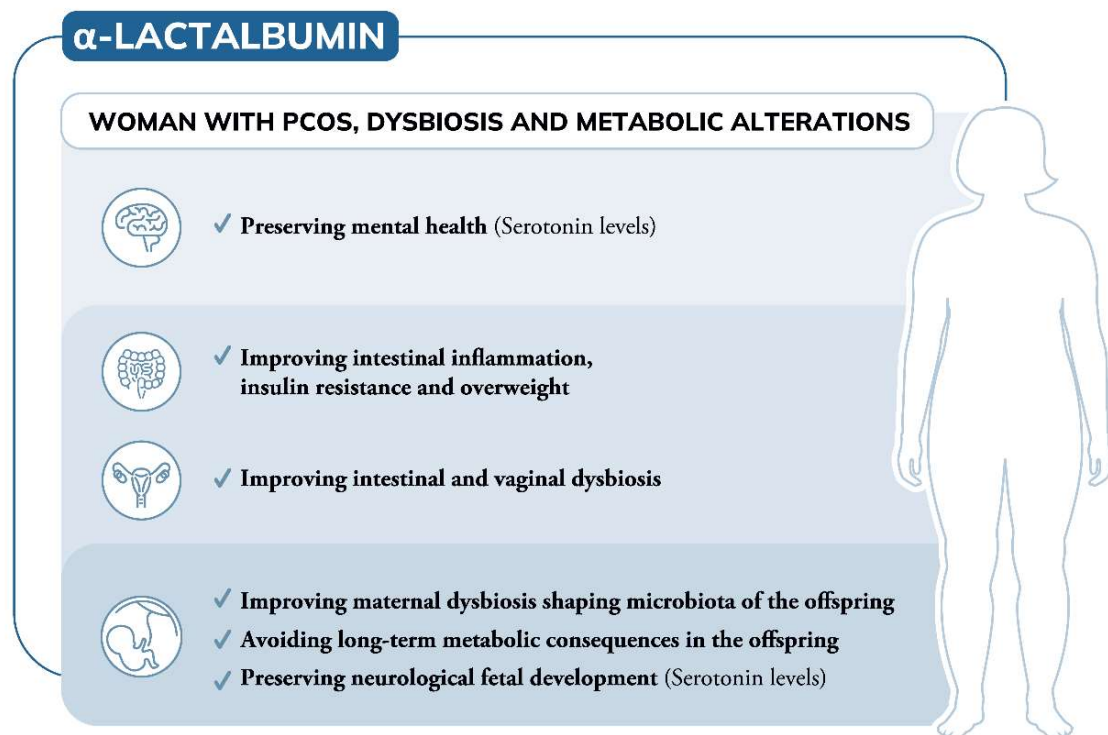 α-LACTALBUMIN
WOMAN WITH PCOS, DYSBIOSIS AND METABOLIC ALTERATIONS
✓ Preserving mental health (Serotonin levels)
✓ Improving intestinal inflammation,
insulin resistance and overweight
✓ Improving intestinal and vaginal dysbiosis
✓ Improving maternal dysbiosis shaping microbiota of the offspring
✓ Avoiding long-term metabolic consequences in the offspring
✓ Preserving neurological fetal development (Serotonin levels)